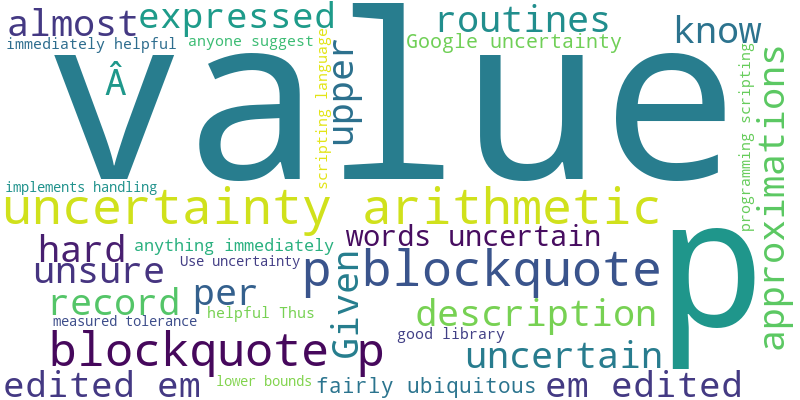 almost
expressed
routines
know
immediately helpful
anyone suggest
Google uncertainty
value
Â
upper
scripting language
programming scripting
approximations
implements handling
uncertainty arithmetic
p
hard
anything immediately
words uncertain
unsure
Use uncertainty
p blockquote
Given
record
per
helpful Thus
description
measured tolerance
good library
blockquote p
uncertain
edited em
lower bounds
fairly ubiquitous
em edited